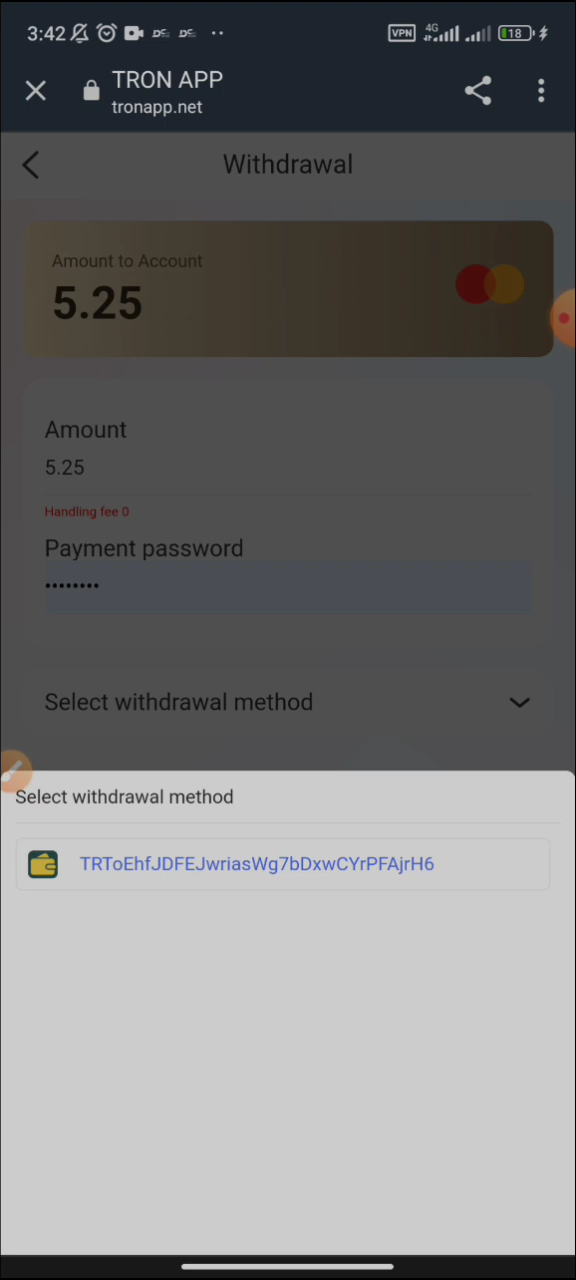 3:42
VPN 4G 18
TRON APP
tronapp.net
Withdrawal
Amount to Account
5.25
Amount
5.25
Handling fee 0
Payment password
••••••••
Select withdrawal method
Select withdrawal method
TRToEhfJDFEJwriasWg7bDxwCYrPFAjrH6